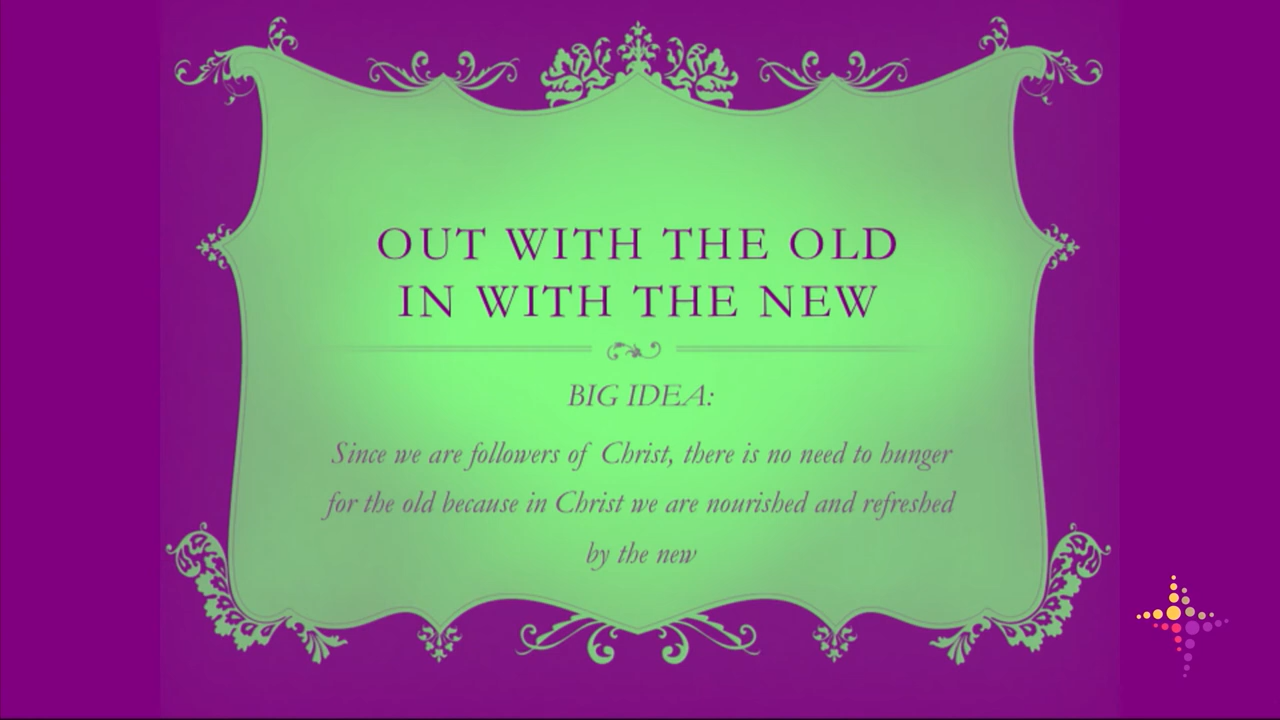 OUT WITH THE OLD
IN WITH THE NEW
BIG IDEA:
Since we are followers of Christ, there is no need to hunger
for the old because in Christ we are nourished and refreshed
by the new